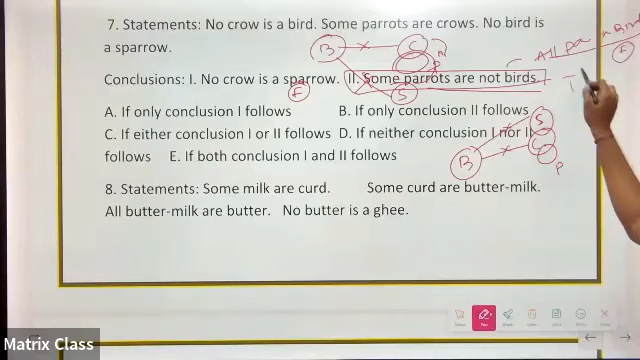 7. Statements: No crow is a bird. Some parrots are crows. No bird is
a sparrow.
Conclusions: I. No crow is a sparrow. II. Some parrots are not birds.
A. If only conclusion I follows
B. If only conclusion II follows
C. If either conclusion I or II follows D. If neither conclusion I nor II
follows E. If both conclusion I and II follows
8. Statements: Some milk are curd. Some curd are butter-milk.
All butter-milk are butter. No butter is a ghee.
B
C
P
S
F
All
F
T
S
C
B
P
Matrix Class